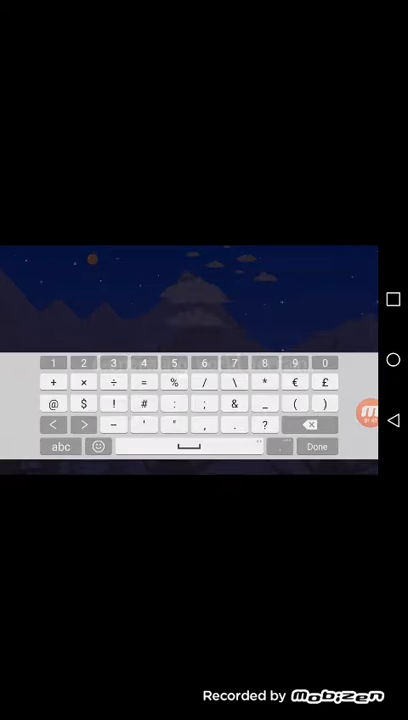 1 2 3 4 5 6 7 8 9 0
+ × ÷ = % / \ * € £
@ $ ! # : ; & _ ( )
< > – ' " , . ?
abc . Done
Recorded by mobizen